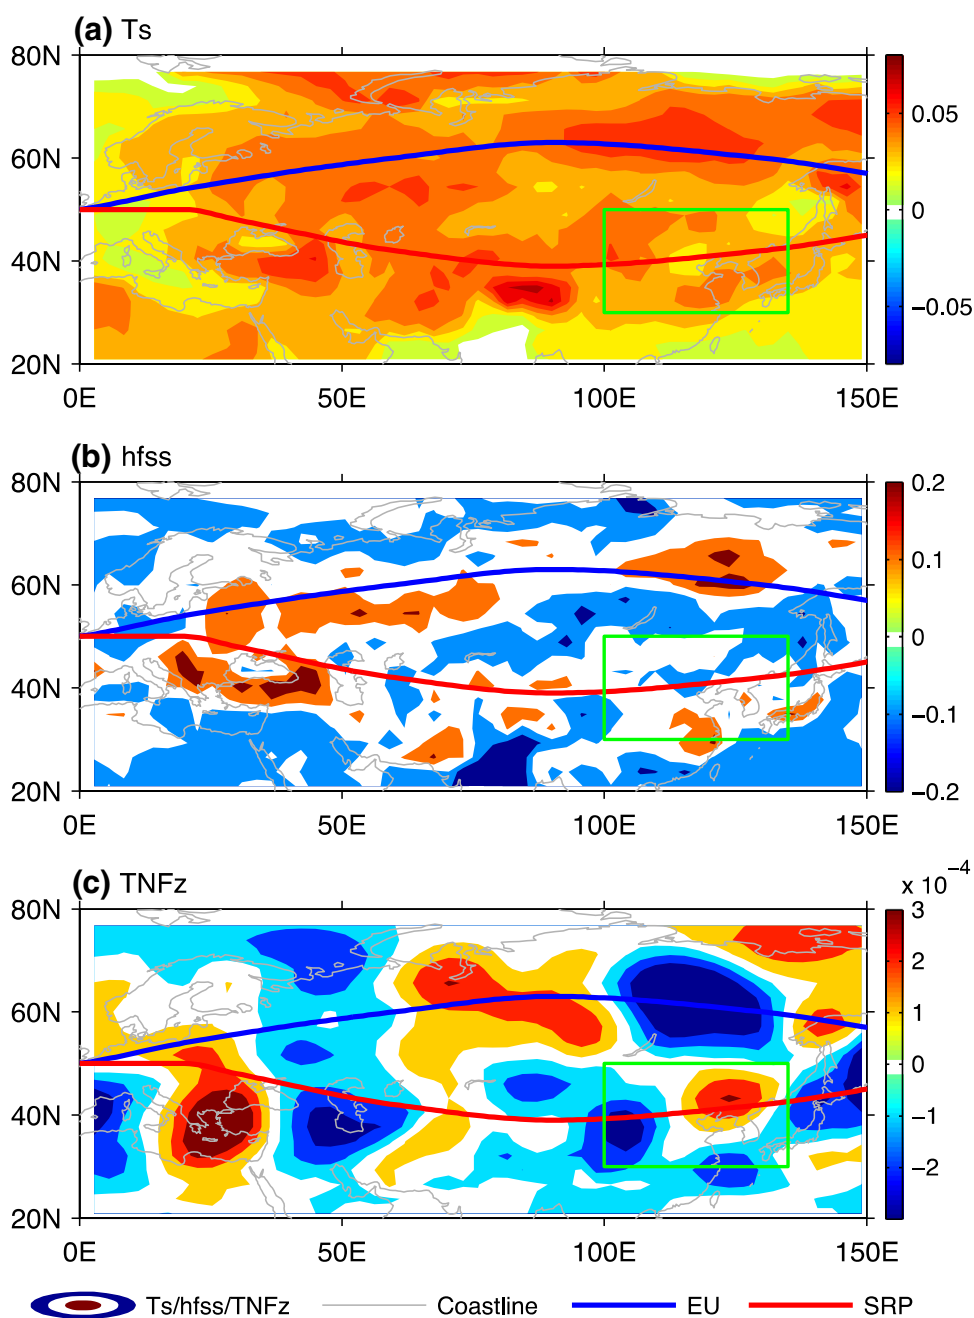 (a) Ts
80N
60N
40N
20N
0E 50E 100E 150E
0.05
0
−0.05
(b) hfss
80N
60N
40N
20N
0E 50E 100E 150E
0.2
0.1
0
−0.1
−0.2
(c) TNFz
x 10⁻⁴
80N
60N
40N
20N
0E 50E 100E 150E
3
2
1
0
−1
−2
Ts/hfss/TNFz Coastline EU SRP